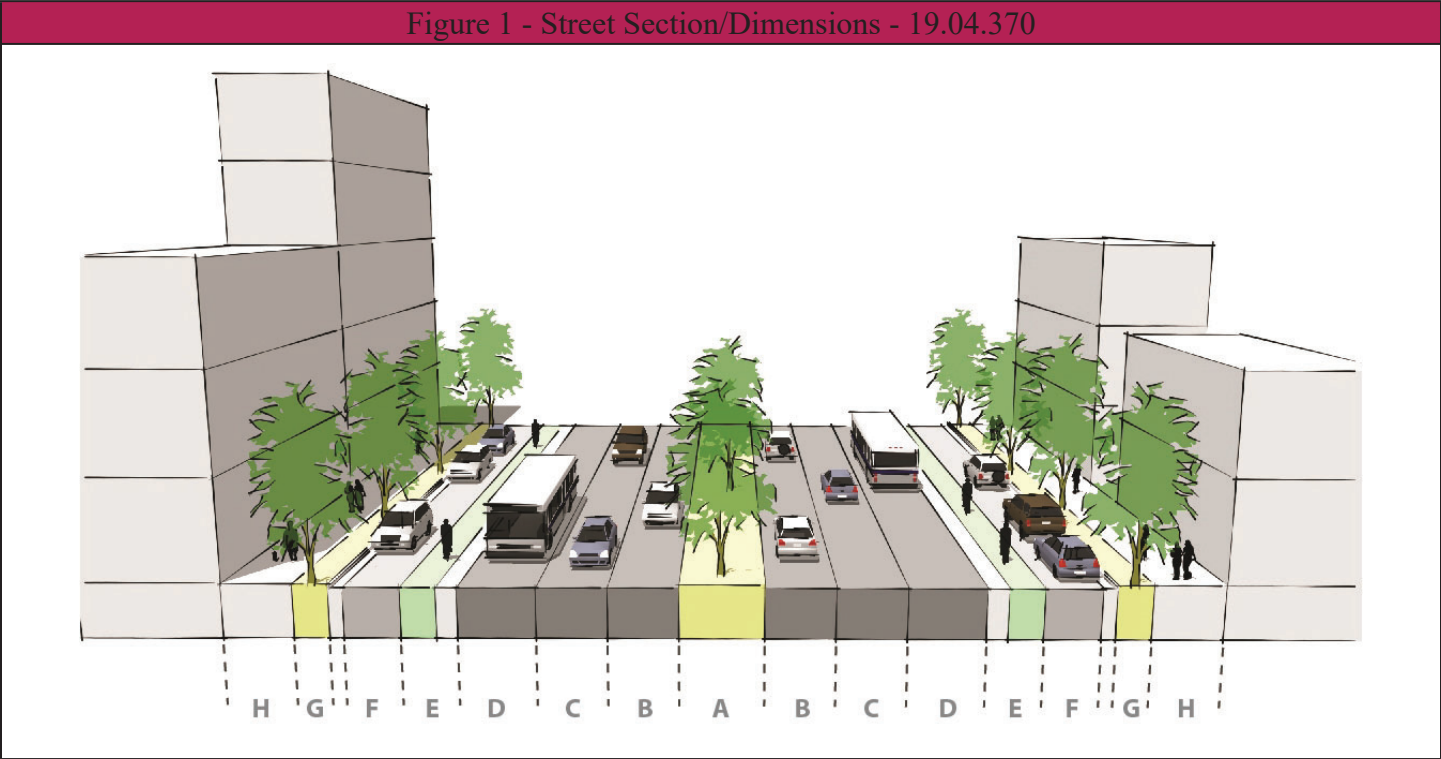 Figure 1 - Street Section/Dimensions - 19.04.370
H G F E D C B A B C D E F G H